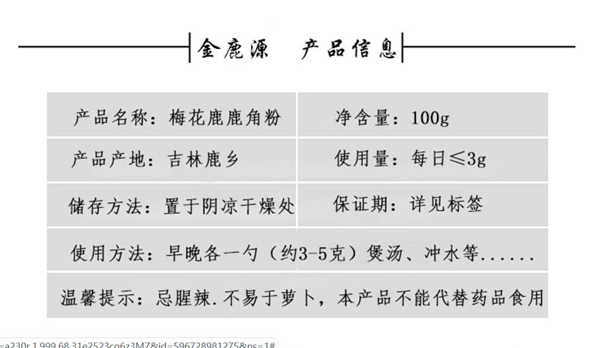 金鹿源 产品信息
产品名称：梅花鹿鹿角粉 净含量：100g
产品产地：吉林鹿乡 使用量：每日≤3g
储存方法：置于阴凉干燥处 保证期：详见标签
使用方法：早晚各一勺（约3-5克）煲汤、冲水等......
温馨提示：忌腥辣.不易于萝卜，本产品不能代替药品食用
=a230r.1.999.68.31e2523cq6z3MZ&id=596728981275&ns=1#